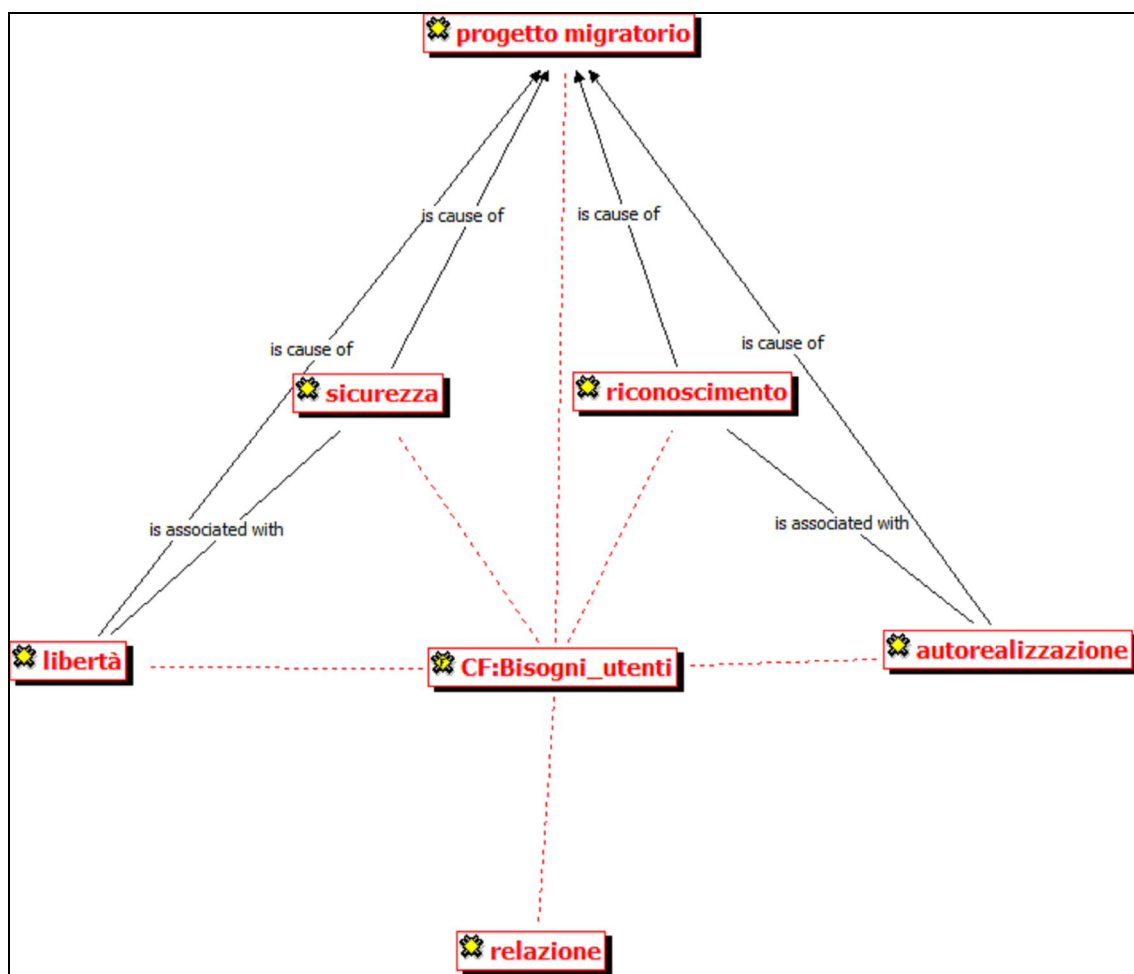 progetto migratorio
is cause of
is cause of
is cause of
is cause of
sicurezza
riconoscimento
is associated with
is associated with
libertà
CF:Bisogni_utenti
autorealizzazione
relazione